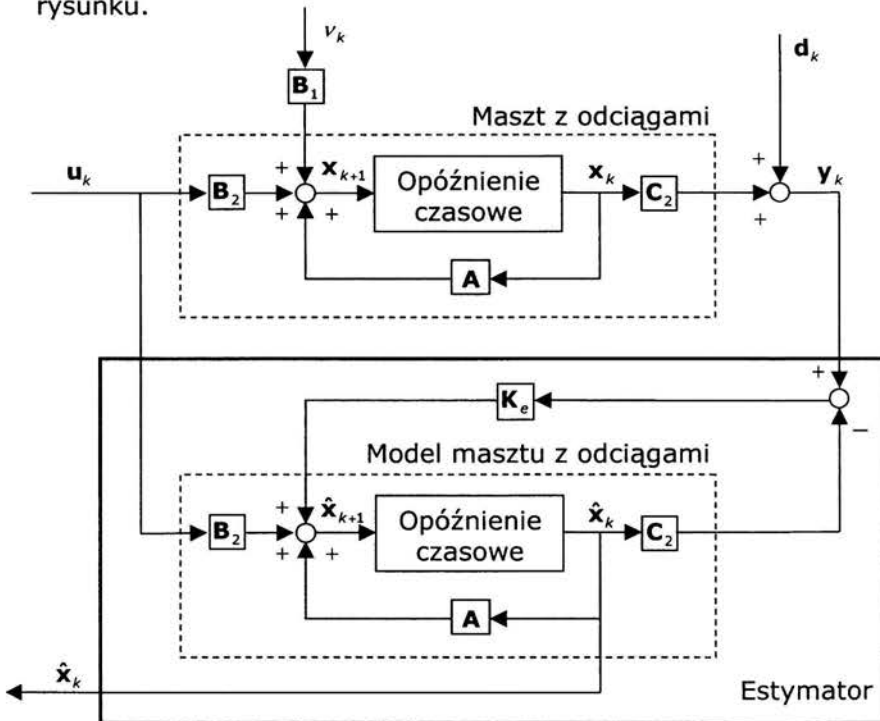 rysunku.
ν_k
d_k
B₁
Maszt z odciągami
u_k
+
+
+
B₂
x_{k+1}
Opóźnienie
czasowe
x_k
C₂
+
+
y_k
A
+
K_e
−
Model masztu z odciągami
+
+
+
B₂
x̂_{k+1}
Opóźnienie
czasowe
x̂_k
C₂
A
x̂_k
Estymator